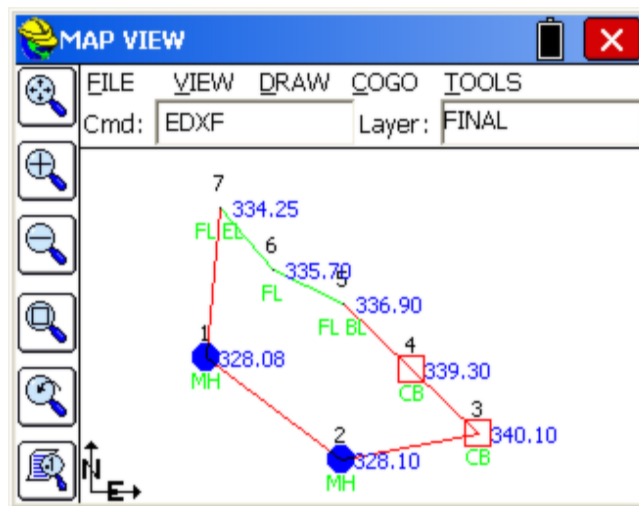 MAP VIEW
FILE VIEW DRAW COGO TOOLS
Cmd: EDXF Layer: FINAL
7
334.25
FL EL
6
335.70
FL
5
336.90
FL BL
1
328.08
MH
4
339.30
CB
3
340.10
CB
2
328.10
MH
N
E